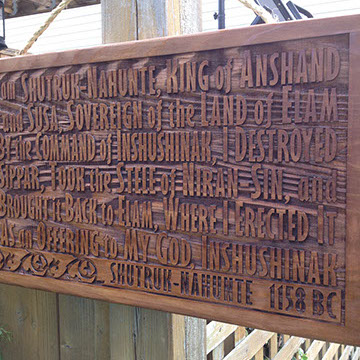 am Shutruk-Nahunte, King of Anshand
and Susa, Sovereign of the Land of Elam
By the Command of Inshushinak, I Destroyed
Sippar, Took the Stele of Niran-Sin, and
Brought it Back to Elam, Where I Erected It
as an Offering to My God, Inshushinak
Shutruk-Nahunte 1158 BC